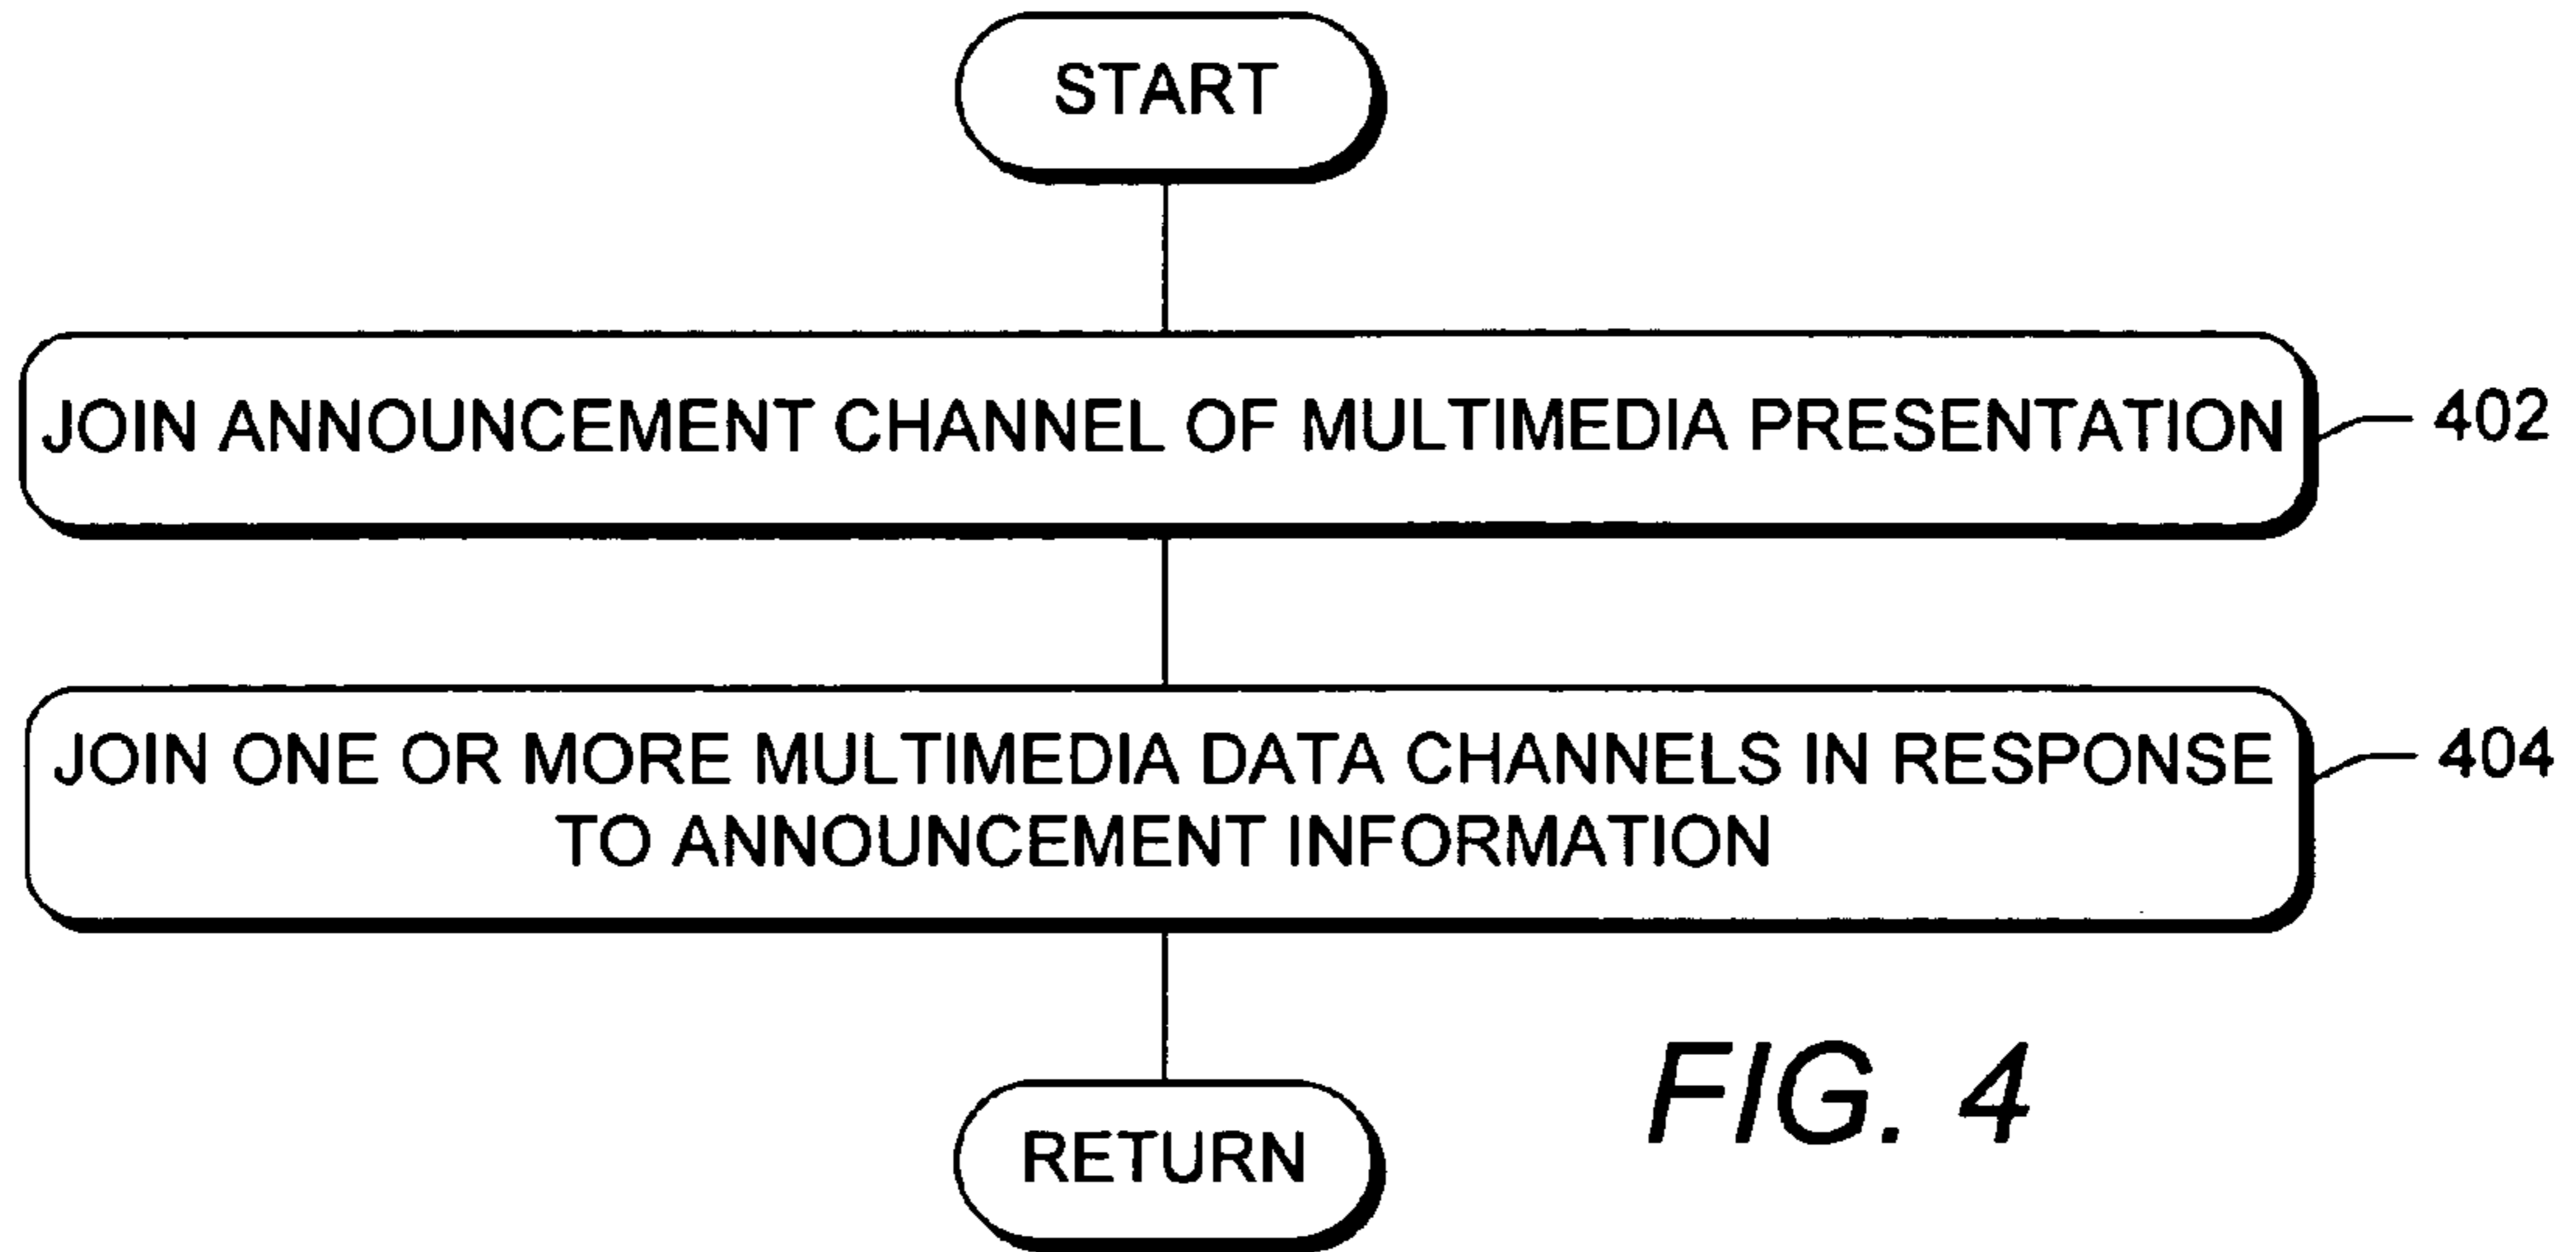 START
JOIN ANNOUNCEMENT CHANNEL OF MULTIMEDIA PRESENTATION
402
JOIN ONE OR MORE MULTIMEDIA DATA CHANNELS IN RESPONSE
TO ANNOUNCEMENT INFORMATION
404
RETURN
FIG. 4